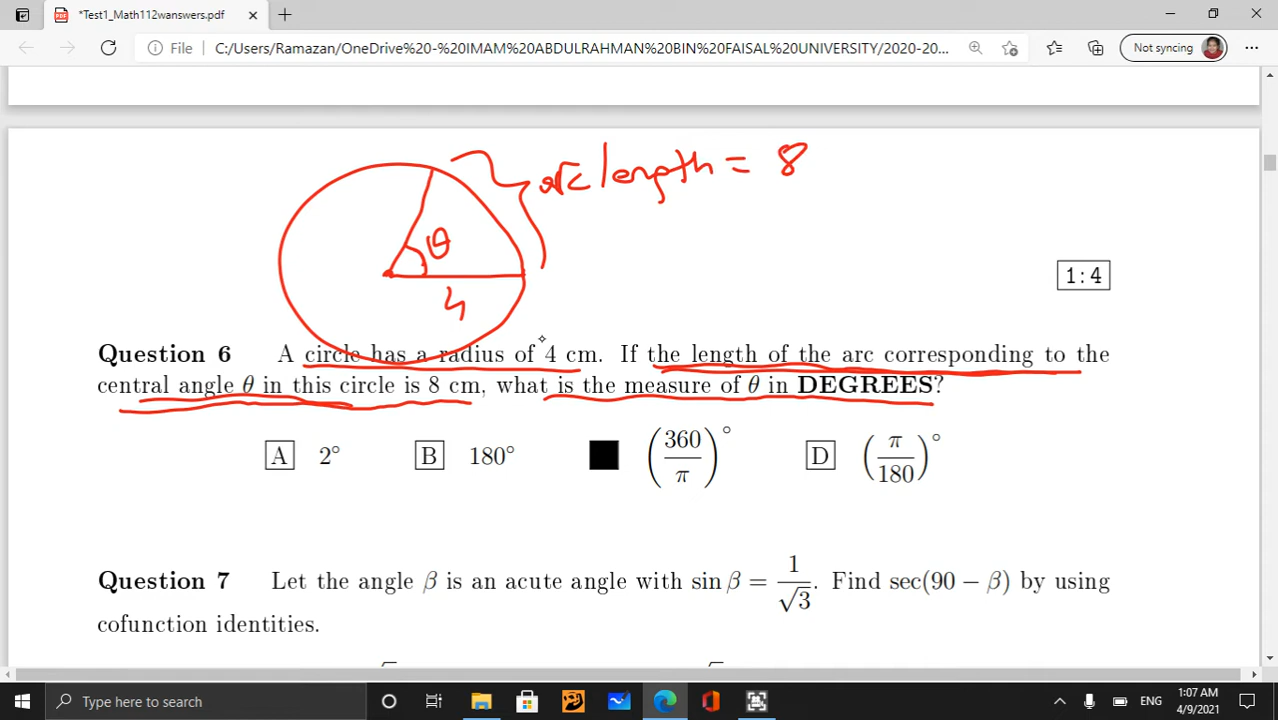 *Test1_Math112wanswers.pdf
File C:/Users/Ramazan/OneDrive%20-%20IMAM%20ABDULRAHMAN%20BIN%20FAISAL%20UNIVERSITY/2020-20... Not syncing
arc length = 8
θ
4
1:4
Question 6 A circle has a radius of 4 cm. If the length of the arc corresponding to the
central angle θ in this circle is 8 cm, what is the measure of θ in DEGREES?
A 2° B 180° (360/π)° D (π/180)°
Question 7 Let the angle β is an acute angle with sin β = 1/√3. Find sec(90 − β) by using
cofunction identities.
Type here to search ENG 1:07 AM
4/9/2021